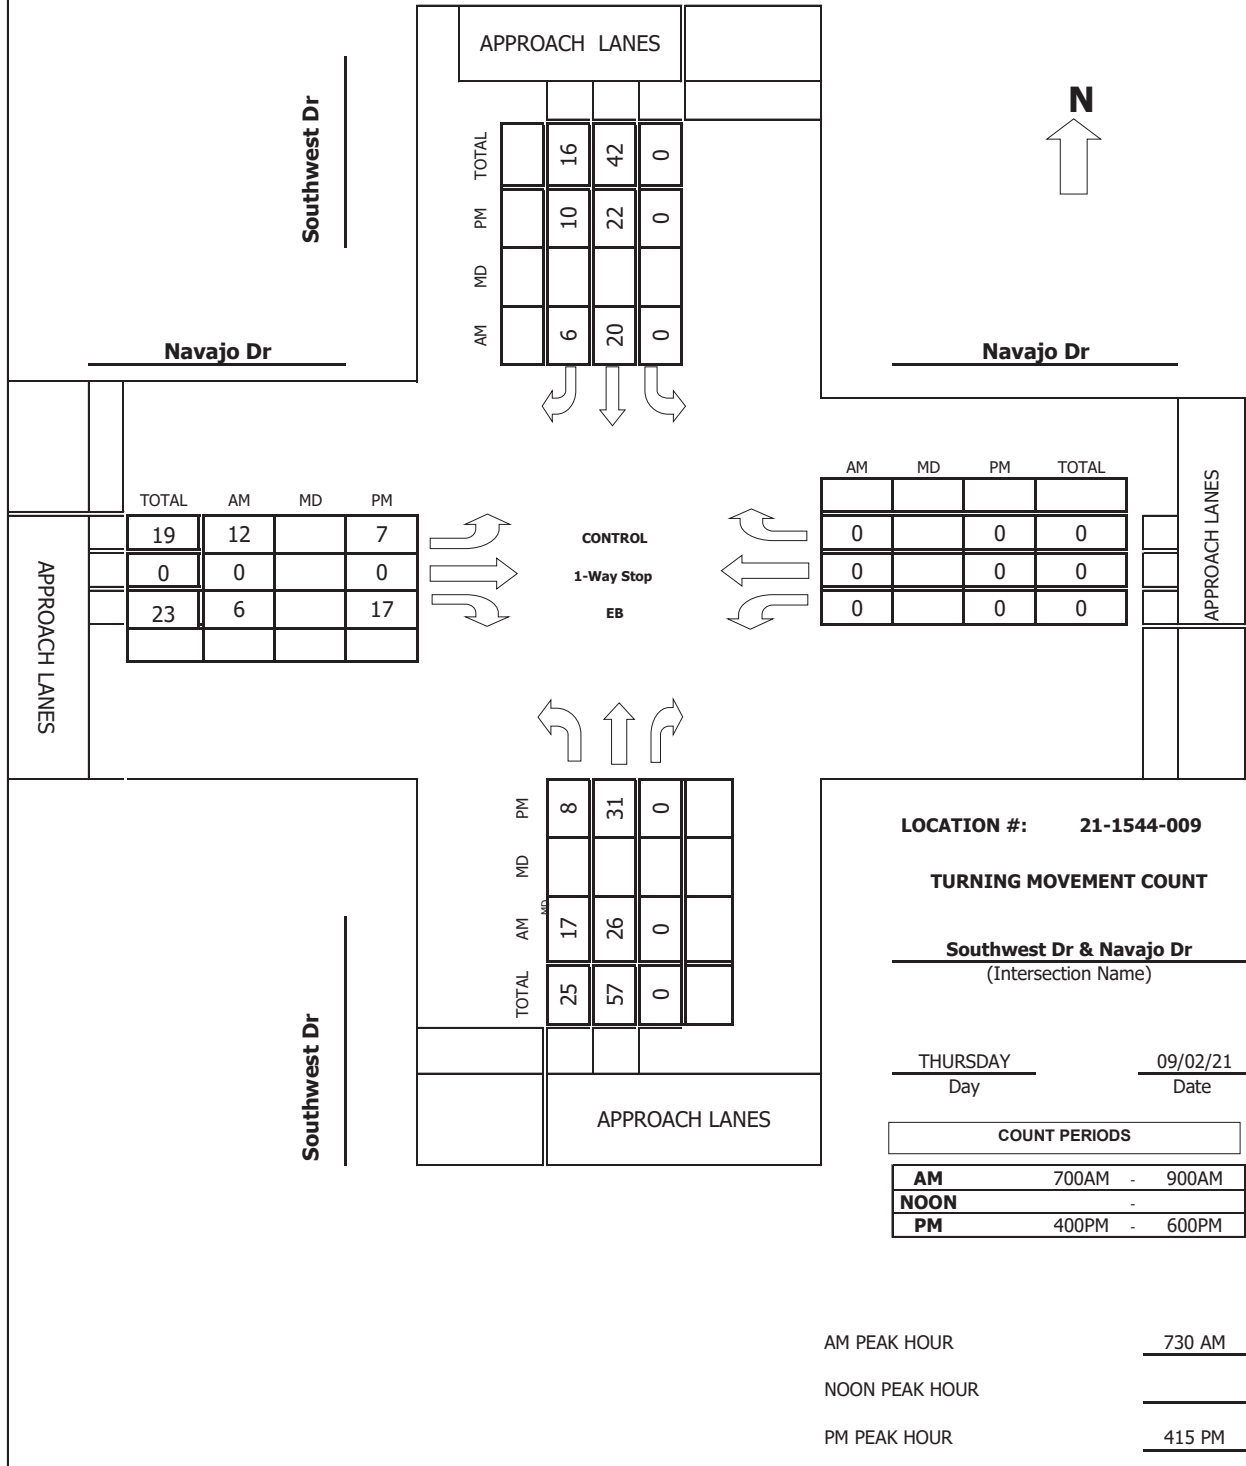 APPROACH LANES
N
Southwest Dr
TOTAL 16 42 0
PM 10 22 0
MD
AM 6 20 0
Navajo Dr
Navajo Dr
AM MD PM TOTAL
0 0 0
0 0 0
0 0 0
APPROACH LANES
TOTAL AM MD PM
19 12 7
0 0 0
23 6 17
APPROACH LANES
CONTROL
1-Way Stop
EB
PM 8 31 0
MD
MD
AM 17 26 0
TOTAL 25 57 0
APPROACH LANES
Southwest Dr
LOCATION #: 21-1544-009
TURNING MOVEMENT COUNT
Southwest Dr & Navajo Dr
(Intersection Name)
THURSDAY 09/02/21
Day Date
COUNT PERIODS
AM 700AM - 900AM
NOON -
PM 400PM - 600PM
AM PEAK HOUR 730 AM
NOON PEAK HOUR
PM PEAK HOUR 415 PM